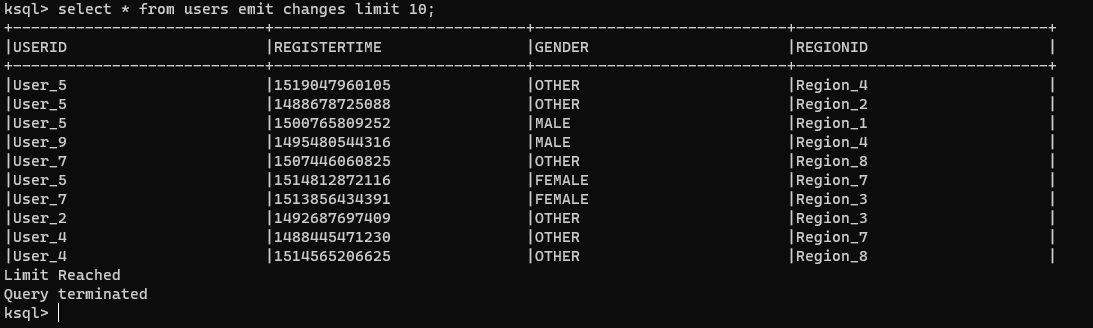 ksql> select * from users emit changes limit 10;
+----------------------------+----------------------------+----------------------------+----------------------------+
|USERID                      |REGISTERTIME                |GENDER                      |REGIONID                    |
+----------------------------+----------------------------+----------------------------+----------------------------+
|User_5                      |1519047960105               |OTHER                       |Region_4                    |
|User_5                      |1488678725088               |OTHER                       |Region_2                    |
|User_5                      |1500765809252               |MALE                        |Region_1                    |
|User_9                      |1495480544316               |MALE                        |Region_4                    |
|User_7                      |1507446060825               |OTHER                       |Region_8                    |
|User_5                      |1514812872116               |FEMALE                      |Region_7                    |
|User_7                      |1513856434391               |FEMALE                      |Region_3                    |
|User_2                      |1492687697409               |OTHER                       |Region_3                    |
|User_4                      |1488445471230               |OTHER                       |Region_7                    |
|User_4                      |1514565206625               |OTHER                       |Region_8                    |
Limit Reached
Query terminated
ksql>